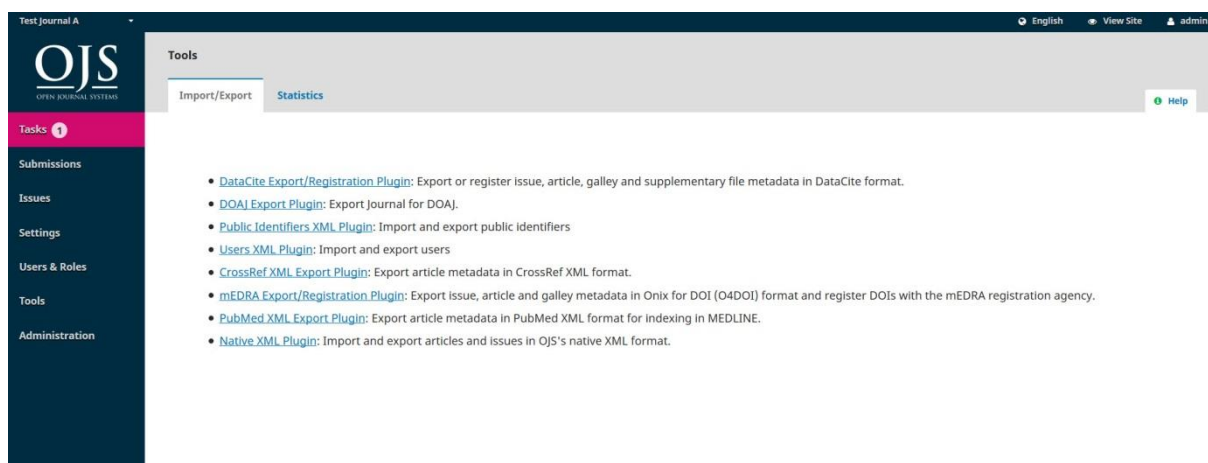 Test Journal A
English View Site admin
OJS
OPEN JOURNAL SYSTEMS
Tools
Import/Export Statistics
Help
Tasks 1
Submissions
Issues
Settings
Users & Roles
Tools
Administration
DataCite Export/Registration Plugin: Export or register issue, article, galley and supplementary file metadata in DataCite format.
DOAJ Export Plugin: Export Journal for DOAJ.
Public Identifiers XML Plugin: Import and export public identifiers
Users XML Plugin: Import and export users
CrossRef XML Export Plugin: Export article metadata in CrossRef XML format.
mEDRA Export/Registration Plugin: Export issue, article and galley metadata in Onix for DOI (O4DOI) format and register DOIs with the mEDRA registration agency.
PubMed XML Export Plugin: Export article metadata in PubMed XML format for indexing in MEDLINE.
Native XML Plugin: Import and export articles and issues in OJS's native XML format.